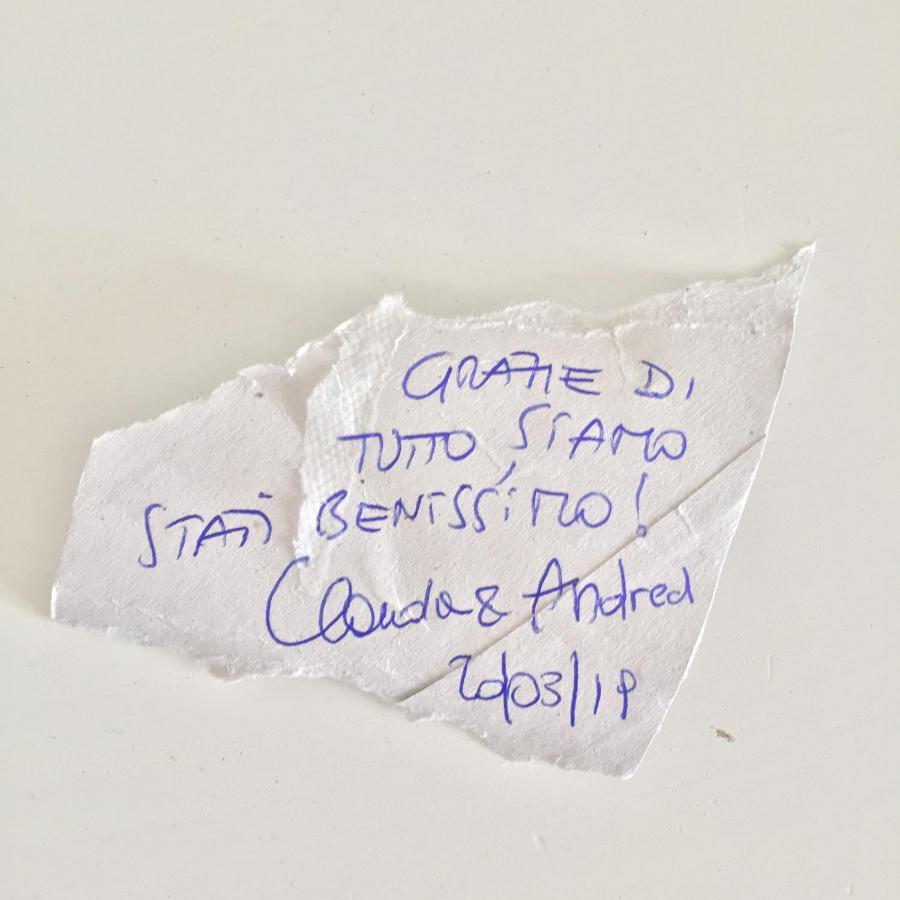 GRAZIE DI
TUTTO, SIAMO
STATI BENISSIMO!
Claudia & Andrea
20/03/19